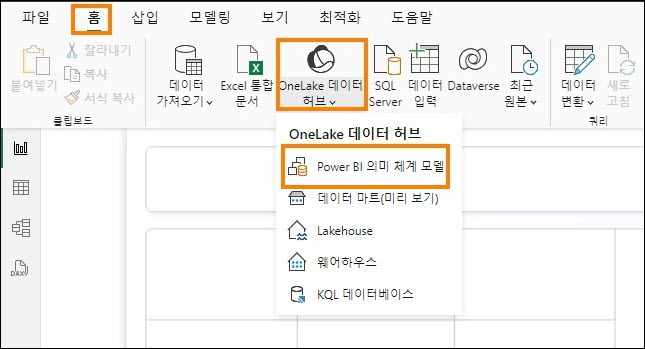 파일 홈 삽입 모델링 보기 최적화 도움말
붙여넣기
잘라내기
복사
서식 복사
클립보드
데이터
가져오기
Excel 통합
문서
OneLake 데이터
허브
SQL
Server
데이터
입력
Dataverse
최근
원본
데이터
변환
새로
고침
쿼리
OneLake 데이터 허브
Power BI 의미 체계 모델
데이터 마트(미리 보기)
Lakehouse
웨어하우스
KQL 데이터베이스
DAX